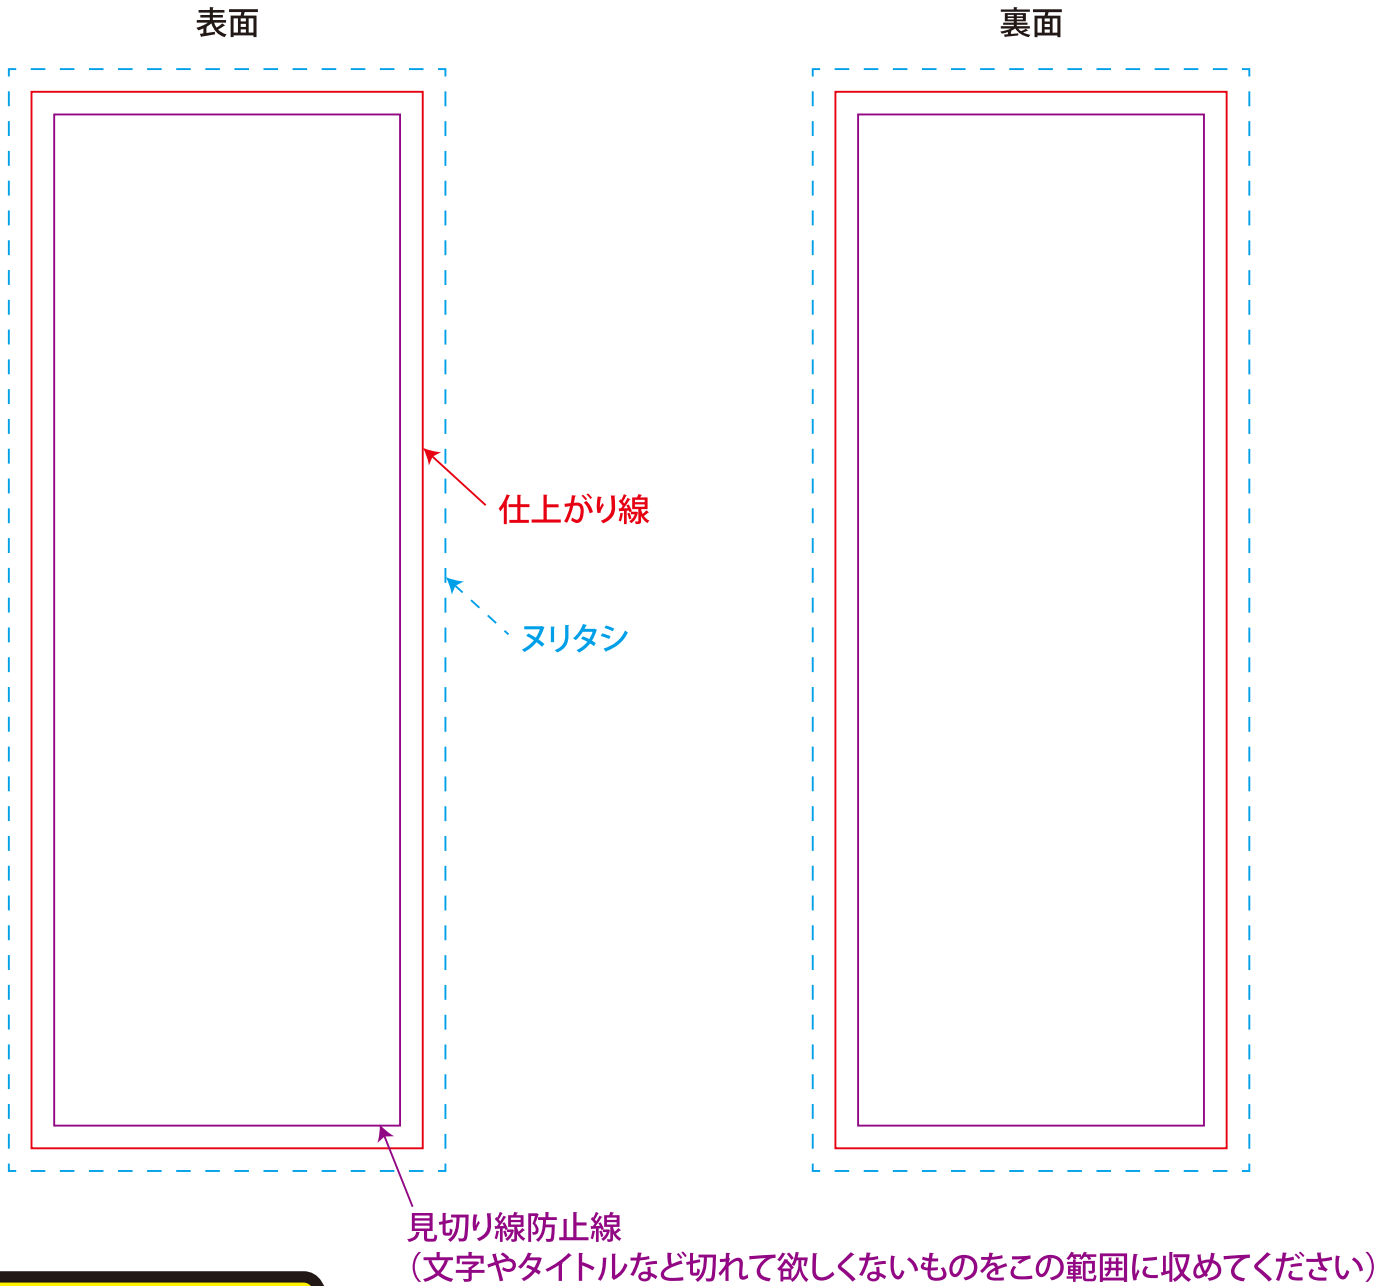 表面
裏面
仕上がり線
ヌリタシ
見切り線防止線
（文字やタイトルなど切れて欲しくないものをこの範囲に収めてください）